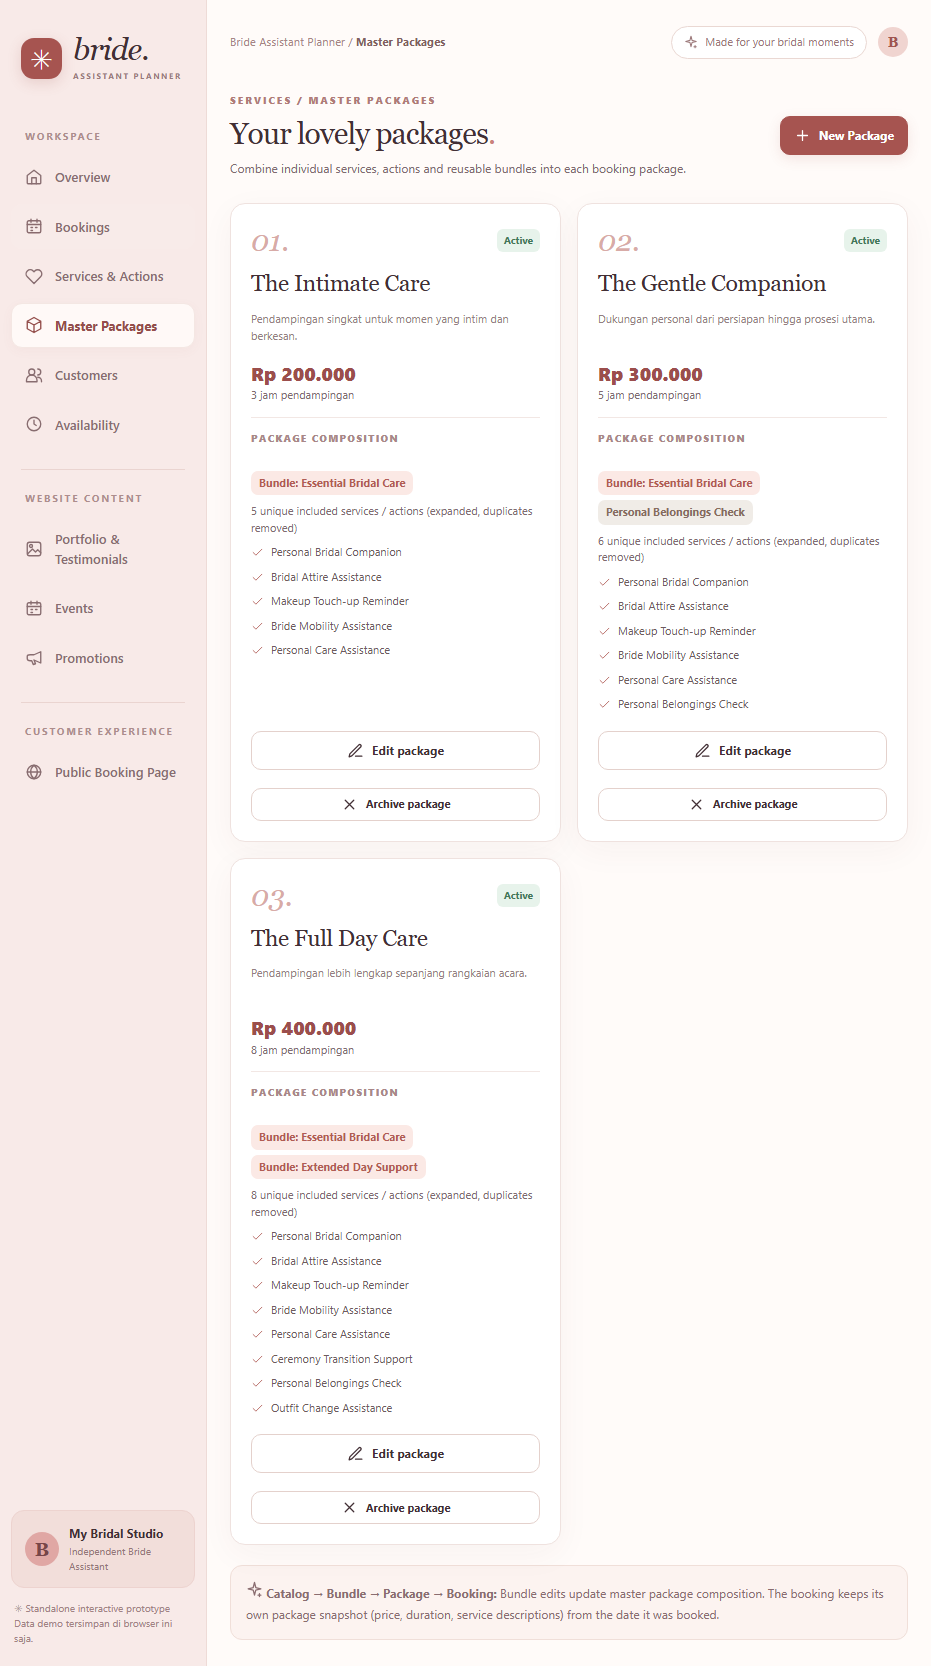 bride.
ASSISTANT PLANNER
WORKSPACE
Overview
Bookings
Services & Actions
Master Packages
Customers
Availability
WEBSITE CONTENT
Portfolio &
Testimonials
Events
Promotions
CUSTOMER EXPERIENCE
Public Booking Page
B
My Bridal Studio
Independent Bride
Assistant
✳ Standalone interactive prototype
Data demo tersimpan di browser ini
saja.
Bride Assistant Planner / Master Packages
Made for your bridal moments
B
SERVICES / MASTER PACKAGES
Your lovely packages.
Combine individual services, actions and reusable bundles into each booking package.
New Package
01.
Active
The Intimate Care
Pendampingan singkat untuk momen yang intim dan
berkesan.
Rp 200.000
3 jam pendampingan
PACKAGE COMPOSITION
Bundle: Essential Bridal Care
5 unique included services / actions (expanded, duplicates
removed)
Personal Bridal Companion
Bridal Attire Assistance
Makeup Touch-up Reminder
Bride Mobility Assistance
Personal Care Assistance
Edit package
Archive package
02.
Active
The Gentle Companion
Dukungan personal dari persiapan hingga prosesi utama.
Rp 300.000
5 jam pendampingan
PACKAGE COMPOSITION
Bundle: Essential Bridal Care
Personal Belongings Check
6 unique included services / actions (expanded, duplicates
removed)
Personal Bridal Companion
Bridal Attire Assistance
Makeup Touch-up Reminder
Bride Mobility Assistance
Personal Care Assistance
Personal Belongings Check
Edit package
Archive package
03.
Active
The Full Day Care
Pendampingan lebih lengkap sepanjang rangkaian acara.
Rp 400.000
8 jam pendampingan
PACKAGE COMPOSITION
Bundle: Essential Bridal Care
Bundle: Extended Day Support
8 unique included services / actions (expanded, duplicates
removed)
Personal Bridal Companion
Bridal Attire Assistance
Makeup Touch-up Reminder
Bride Mobility Assistance
Personal Care Assistance
Ceremony Transition Support
Personal Belongings Check
Outfit Change Assistance
Edit package
Archive package
Catalog → Bundle → Package → Booking: Bundle edits update master package composition. The booking keeps its
own package snapshot (price, duration, service descriptions) from the date it was booked.